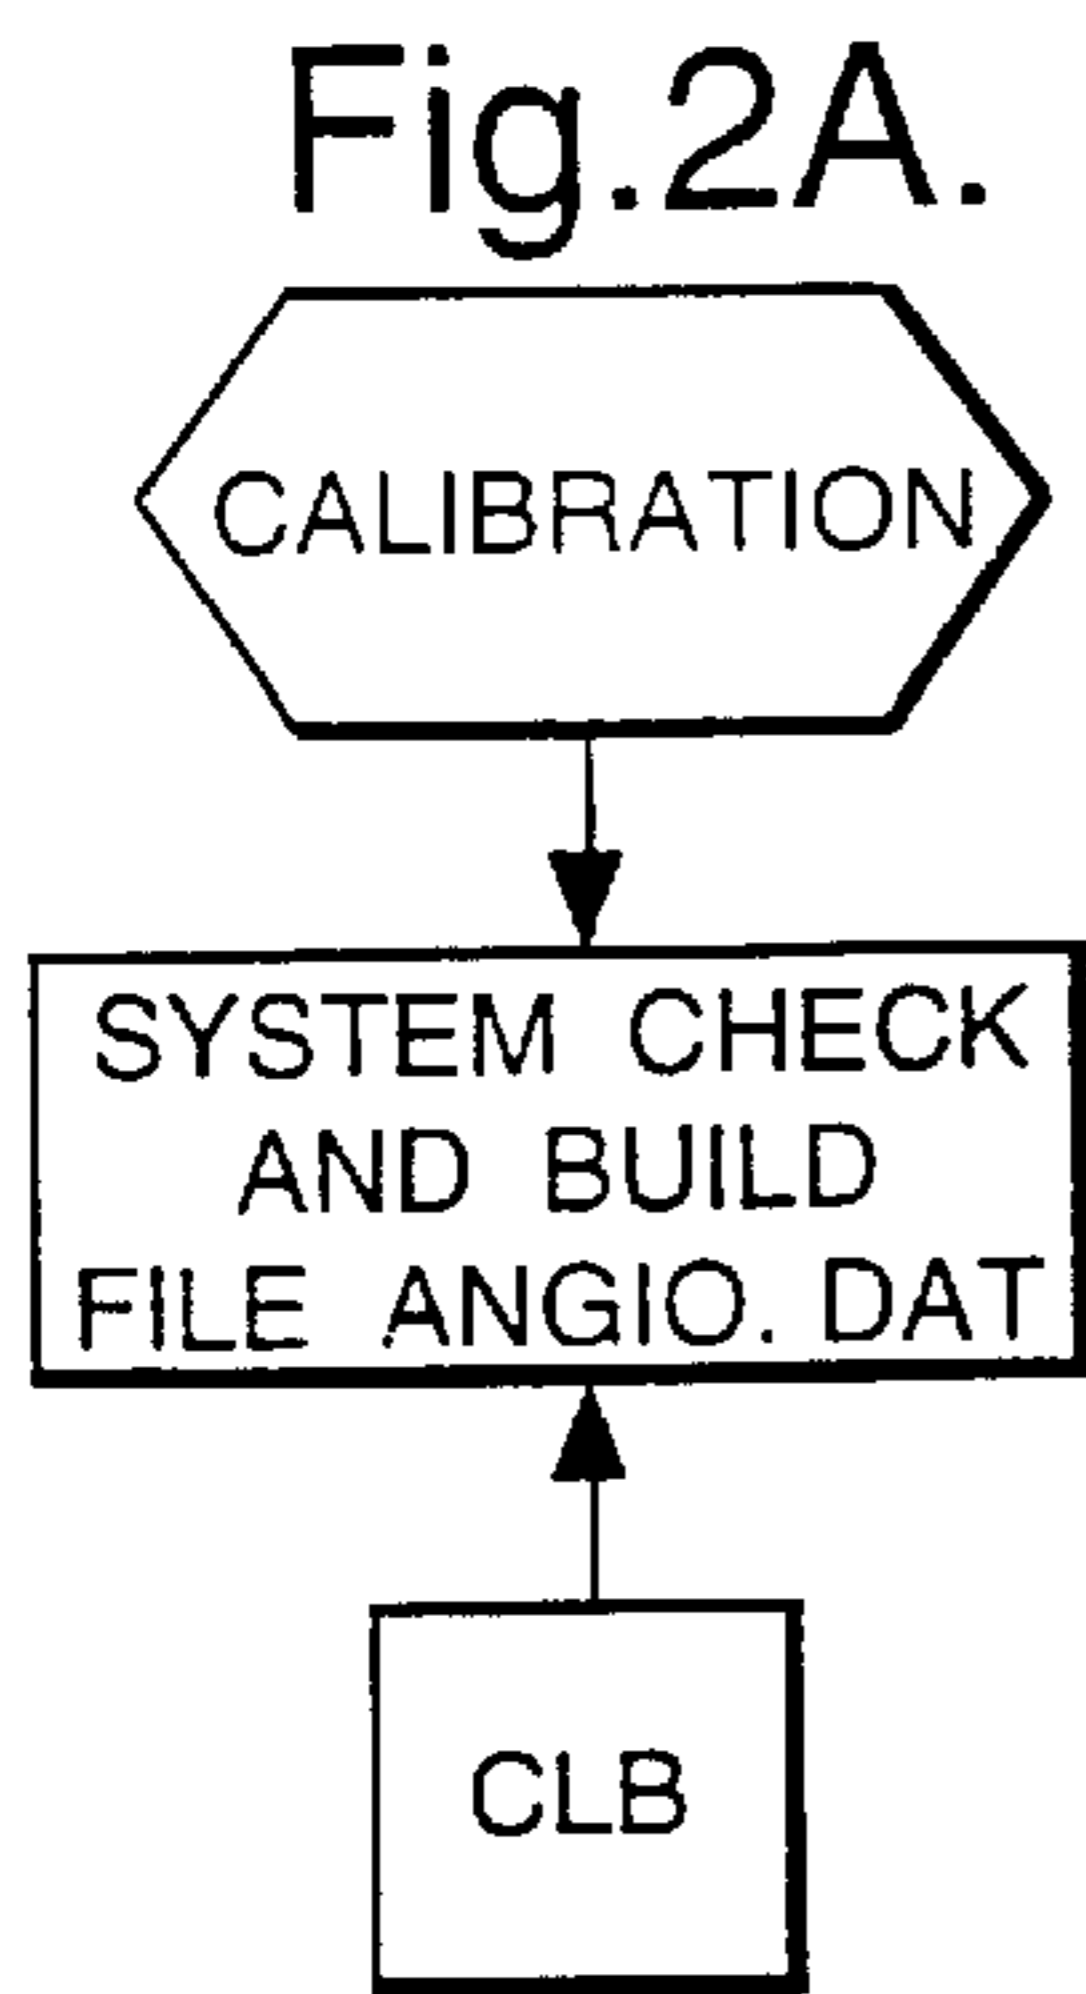 Fig.2A.
CALIBRATION
SYSTEM CHECK
AND BUILD
FILE ANGIO. DAT
CLB